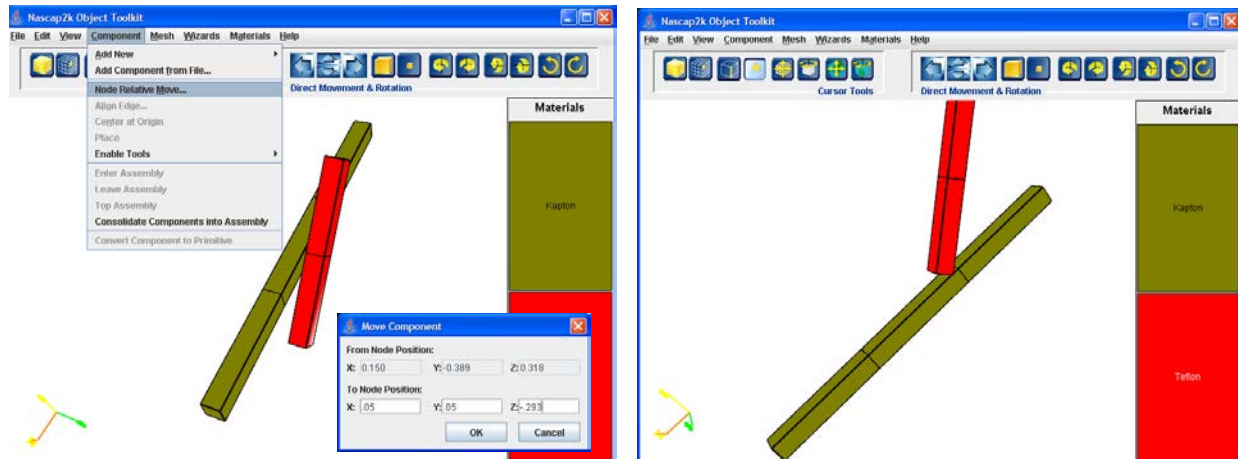 Nascap2k Object Toolkit
File Edit View Component Mesh Wizards Materials Help
Add New
Add Component from File...
Node Relative Move...
Align Edge...
Center at Origin
Place
Enable Tools
Enter Assembly
Leave Assembly
Top Assembly
Consolidate Components into Assembly
Convert Component to Primitive
Direct Movement & Rotation
Materials
Kapton
Move Component
From Node Position:
X: 0.150 Y: -0.389 Z: 0.318
To Node Position:
X: .05 Y: .05 Z: -.293
OK Cancel
Nascap2k Object Toolkit
File Edit View Component Mesh Wizards Materials Help
Cursor Tools Direct Movement & Rotation
Materials
Kapton
Teflon